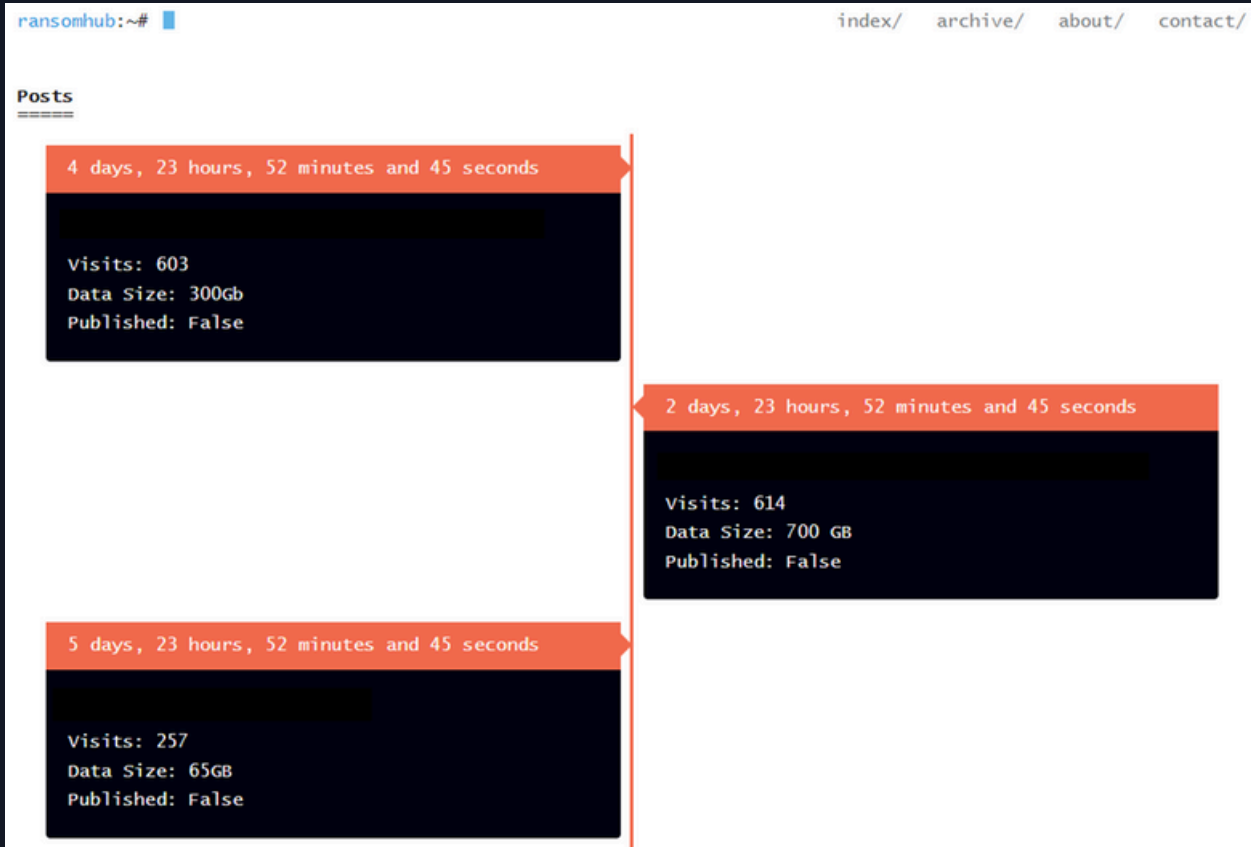 ransomhub:~# index/ archive/ about/ contact/
Posts
=====
4 days, 23 hours, 52 minutes and 45 seconds
Visits: 603
Data Size: 300Gb
Published: False
2 days, 23 hours, 52 minutes and 45 seconds
Visits: 614
Data Size: 700 GB
Published: False
5 days, 23 hours, 52 minutes and 45 seconds
Visits: 257
Data Size: 65GB
Published: False